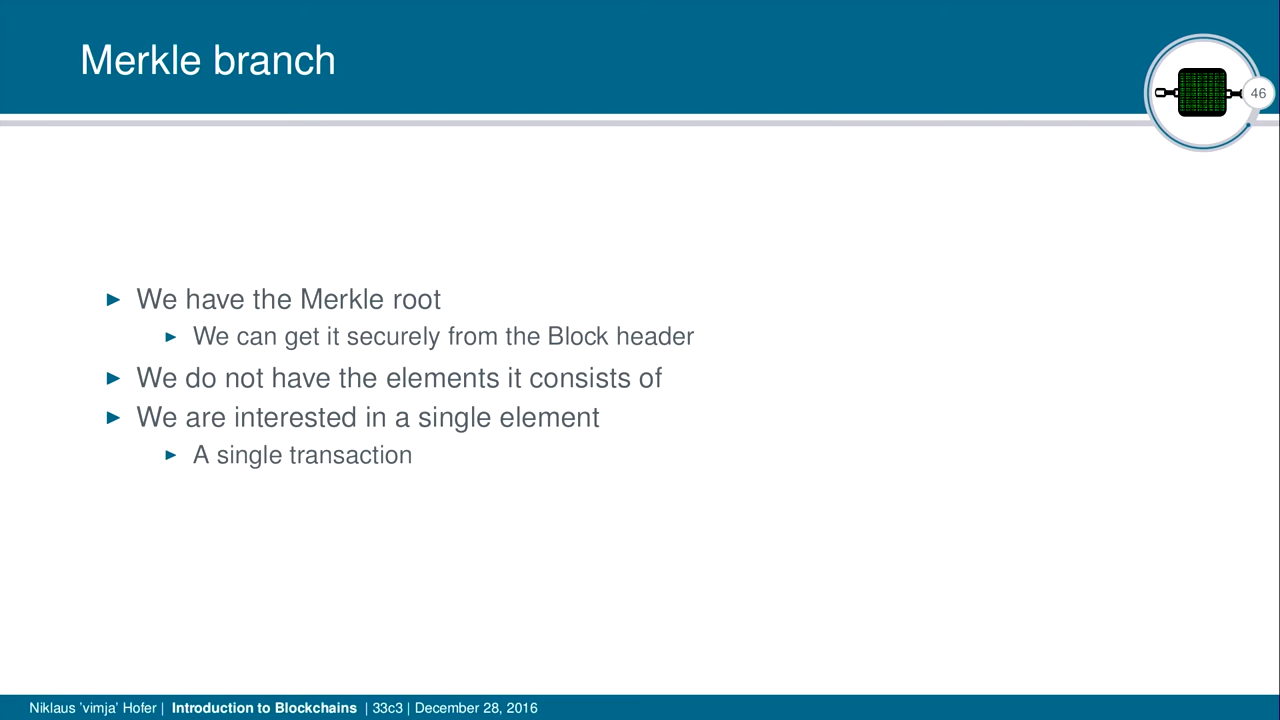 Merkle branch
46
We have the Merkle root
We can get it securely from the Block header
We do not have the elements it consists of
We are interested in a single element
A single transaction
Niklaus 'vimja' Hofer | Introduction to Blockchains | 33c3 | December 28, 2016